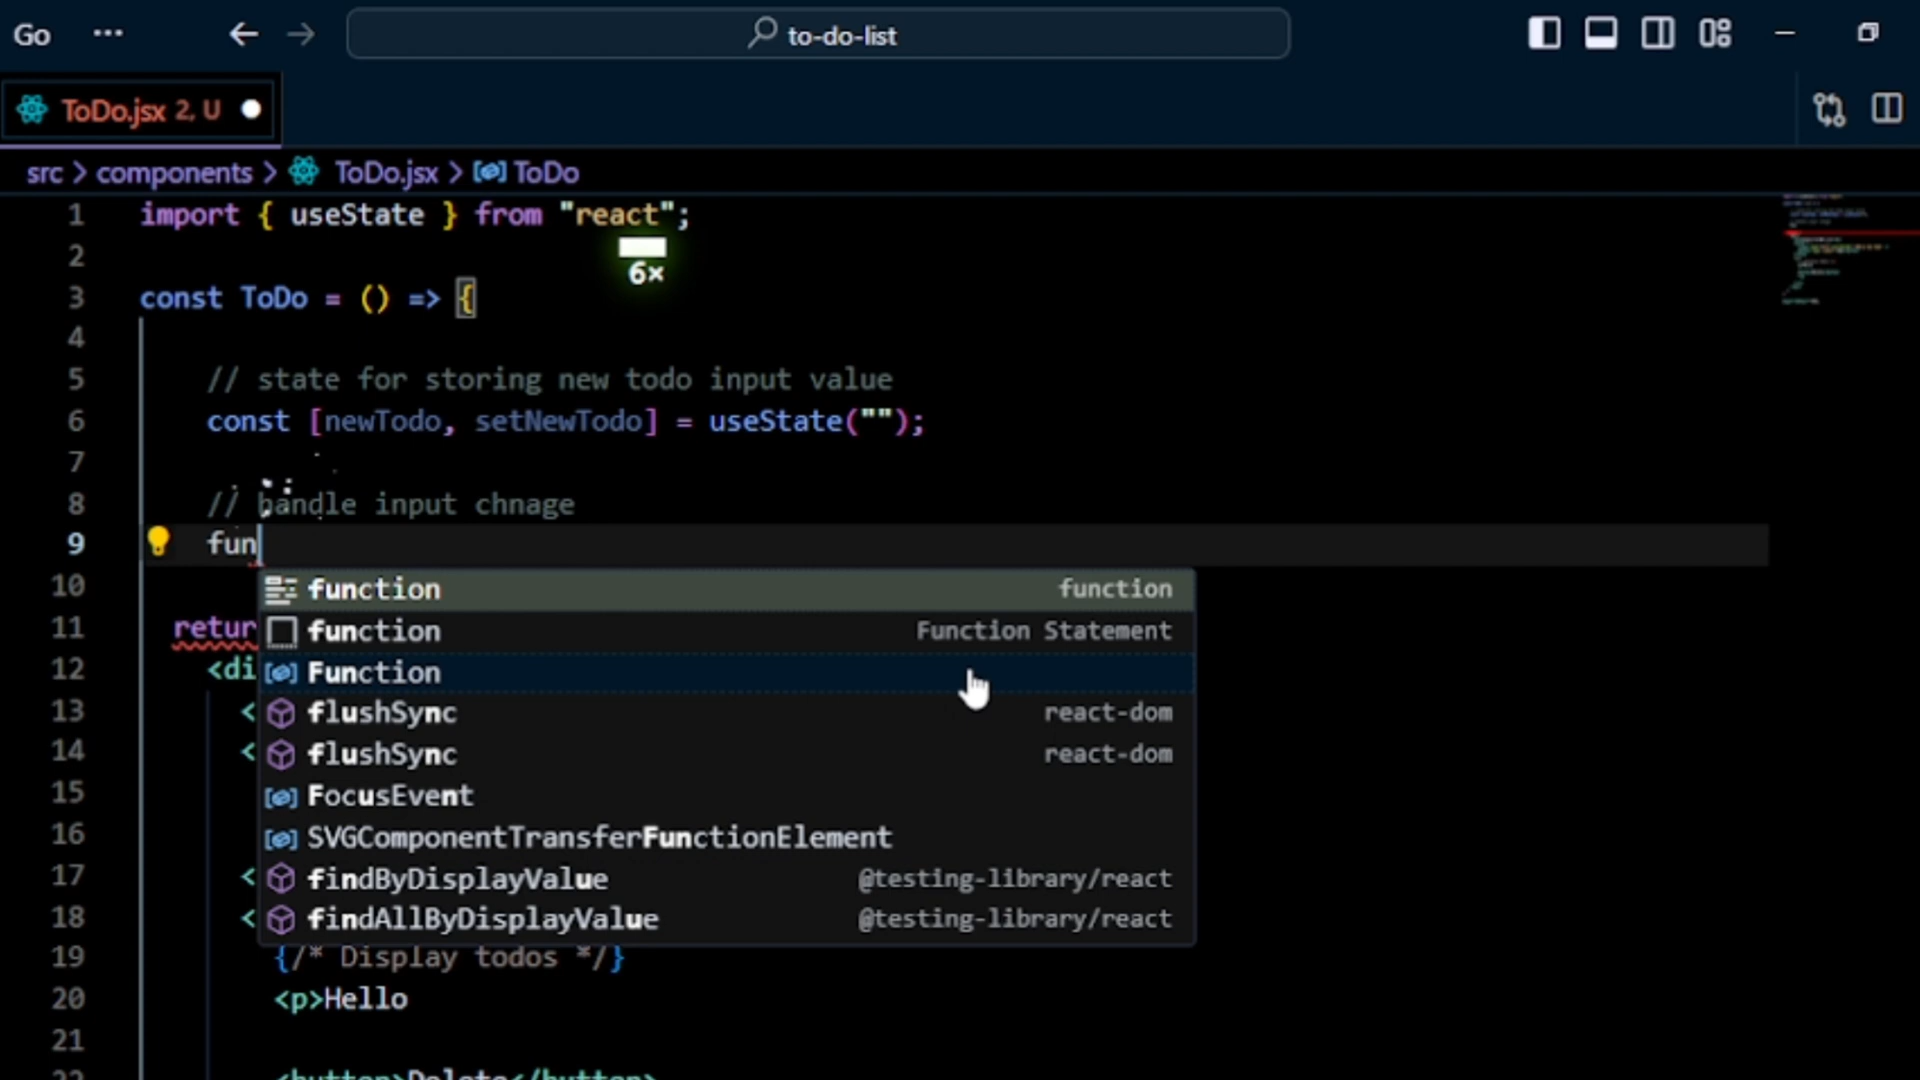 Go ··· to-do-list
ToDo.jsx 2, U
src > components > ToDo.jsx > ToDo
1 import { useState } from "react";
6×
2
3 const ToDo = () => {
4
5 // state for storing new todo input value
6 const [newTodo, setNewTodo] = useState("");
7
8 // handle input chnage
9 fun
10 function function
function Function Statement
11 retur
12 <di Function
13 < flushSync react-dom
14 < flushSync react-dom
15 FocusEvent
16 SVGComponentTransferFunctionElement
17 < findByDisplayValue @testing-library/react
18 < findAllByDisplayValue @testing-library/react
19 {/* Display todos */}
20 <p>Hello
21
22 <button>Delete</button>